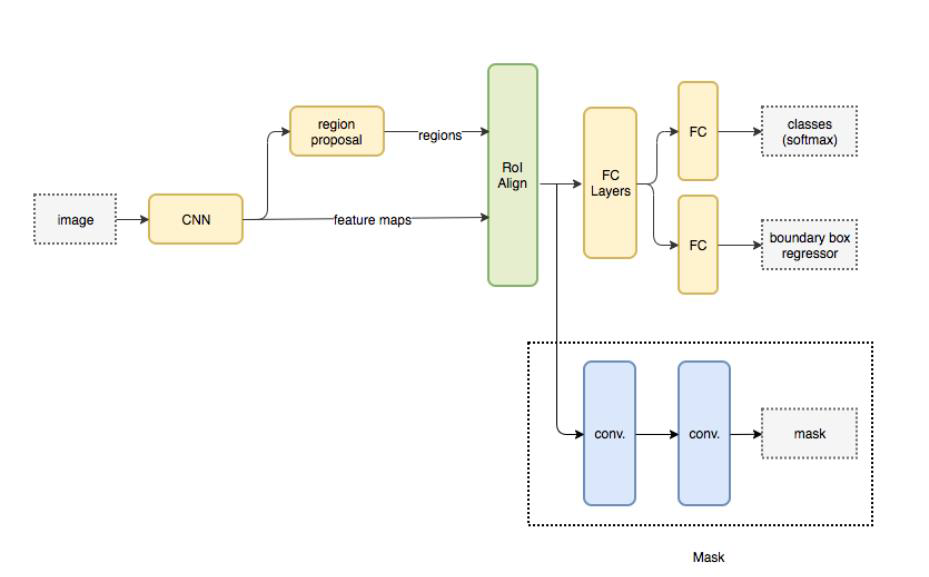 image
CNN
region
proposal
regions
feature maps
RoI
Align
FC
Layers
FC
classes
(softmax)
FC
boundary box
regressor
conv.
conv.
mask
Mask